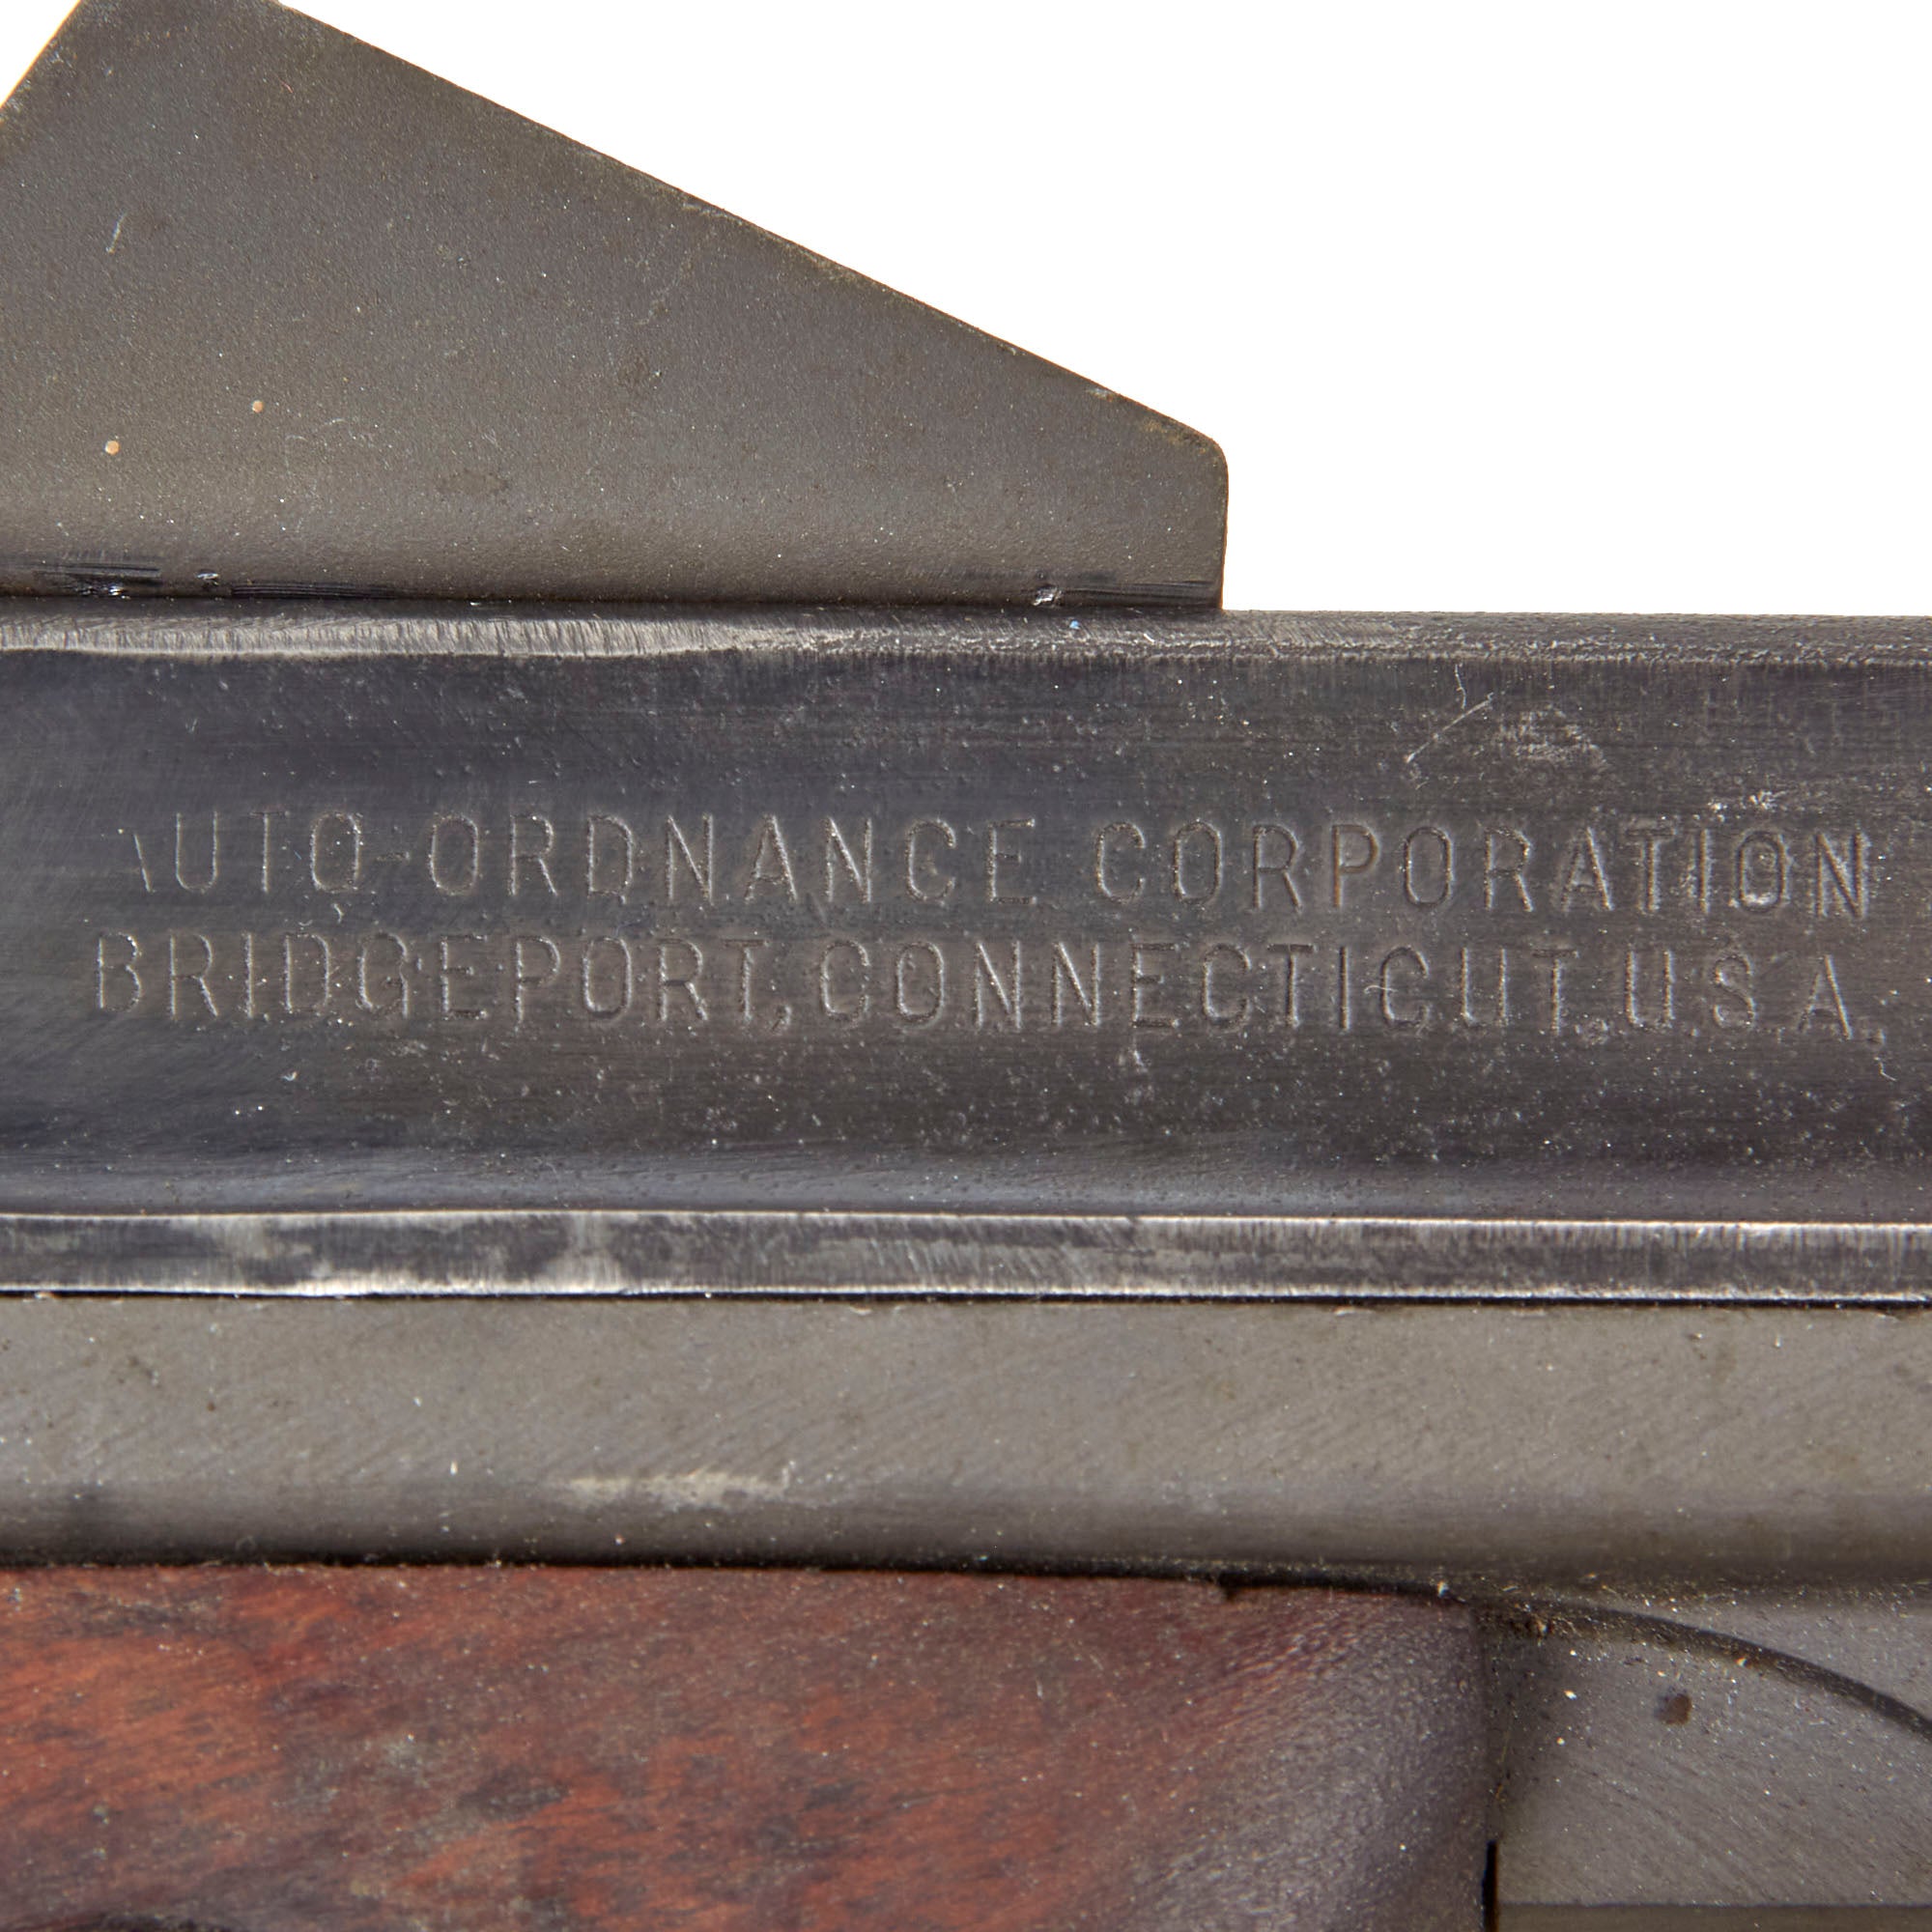 AUTO-ORDNANCE CORPORATION
BRIDGEPORT, CONNECTICUT, U.S.A.